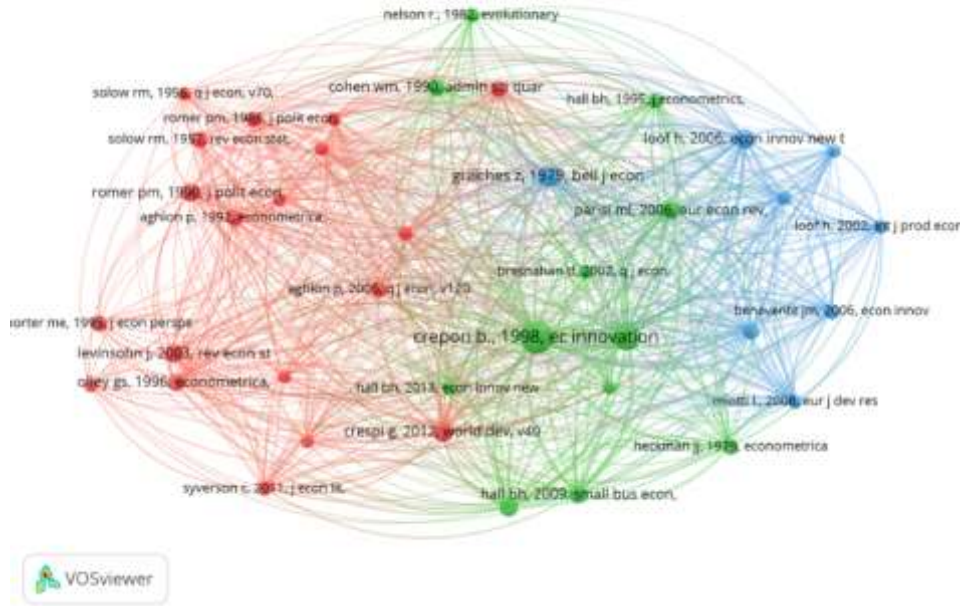 nelson r., 1982, evolutionary
solow rm, 1956, q j econ, v70,
cohen wm, 1990, admin sci quar
hall bh, 1995, j econometrics,
romer pm, 1986, j polit econ,
solow rm, 1957, rev econ stat,
loof h, 2006, econ innov new t
griliches z, 1979, bell j econ
romer pm, 1990, j polit econ,
parisi ml, 2006, eur econ rev,
aghion p, 1992, econometrica
loof h, 2002, int j prod econ
bresnahan tf, 2002, q j econ
aghion p, 2005, q j econ, v120
benavente jm, 2006, econ innov
orter me, 1995, j econ perspe
crepon b., 1998, ec innovation
levinsohn j, 2003, rev econ st
olley gs, 1996, econometrica,
hall bh, 2013, econ innov new
2008, eur j dev res
crespi g, 2012, world dev, v40
heckman jj, 1979, econometrica
syverson c, 2011, j econ lit,
hall bh, 2009, small bus econ,
VOSviewer